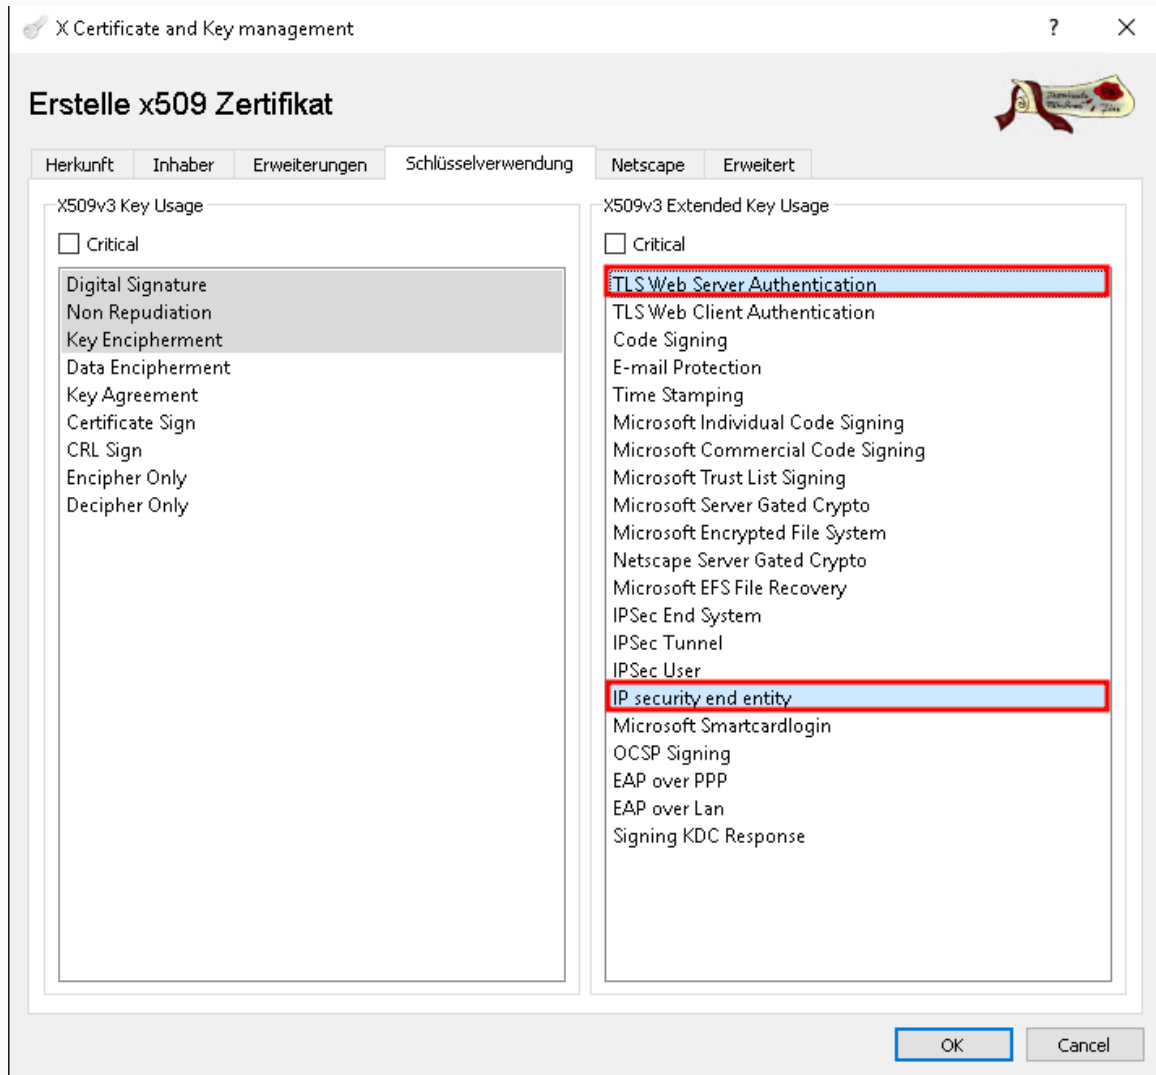 X Certificate and Key management
Erstelle x509 Zertifikat
Herkunft Inhaber Erweiterungen Schlüsselverwendung Netscape Erweitert
X509v3 Key Usage
Critical
Digital Signature
Non Repudiation
Key Encipherment
Data Encipherment
Key Agreement
Certificate Sign
CRL Sign
Encipher Only
Decipher Only
X509v3 Extended Key Usage
Critical
TLS Web Server Authentication
TLS Web Client Authentication
Code Signing
E-mail Protection
Time Stamping
Microsoft Individual Code Signing
Microsoft Commercial Code Signing
Microsoft Trust List Signing
Microsoft Server Gated Crypto
Microsoft Encrypted File System
Netscape Server Gated Crypto
Microsoft EFS File Recovery
IPSec End System
IPSec Tunnel
IPSec User
IP security end entity
Microsoft Smartcardlogin
OCSP Signing
EAP over PPP
EAP over Lan
Signing KDC Response
OK Cancel